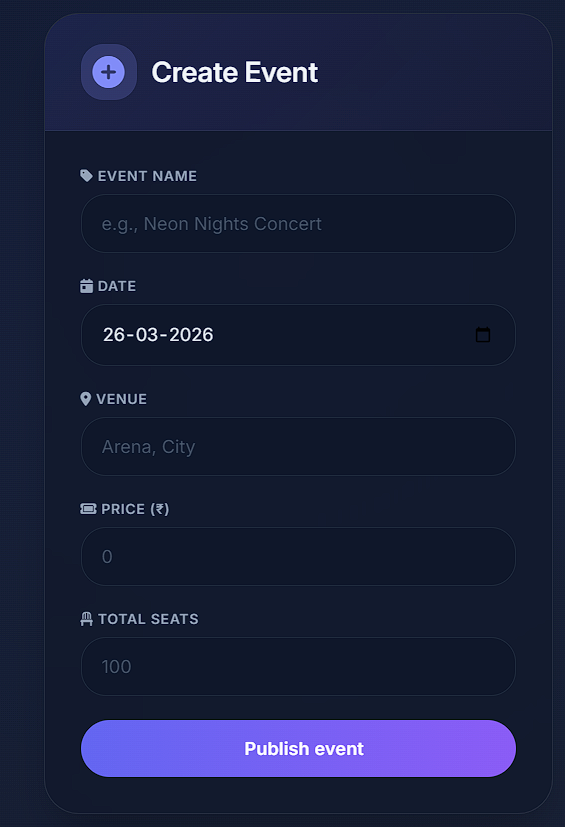 Create Event
EVENT NAME
e.g., Neon Nights Concert
DATE
26-03-2026
VENUE
Arena, City
PRICE (₹)
0
TOTAL SEATS
100
Publish event